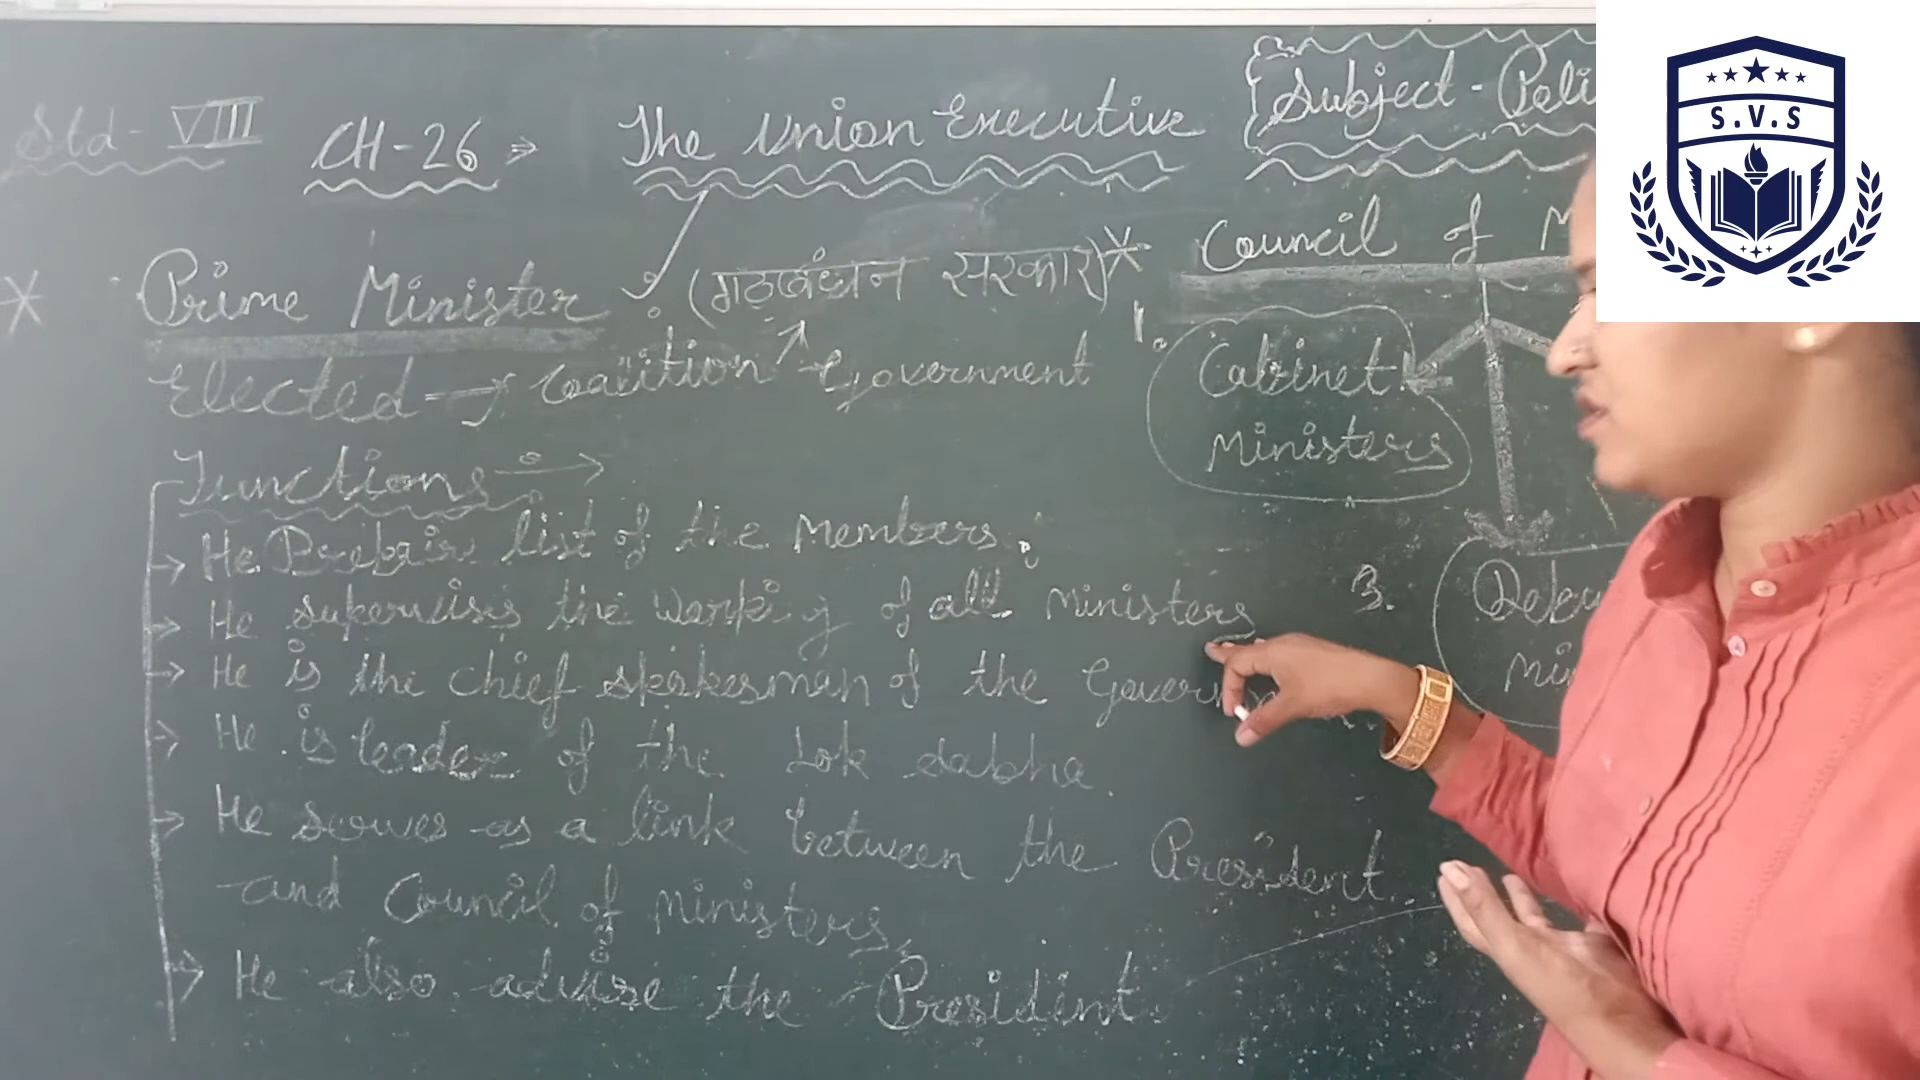 Std- VIII
CH-26 ⇒ The Union Executive
Subject - Poli
S.V.S
* Prime Minister : (गठबंधन सरकार)
Elected → Coalition Government
Functions :→
→ He Prepair list of the Members.
→ He supervises the working of all Ministers
→ He is the chief spokesman of the Govern
→ He is leader of the Lok Sabha.
→ He serves as a link between the President
and Council of Ministers.
→ He also advise the President.
* Council of M
1. Cabinet
Ministers
3.